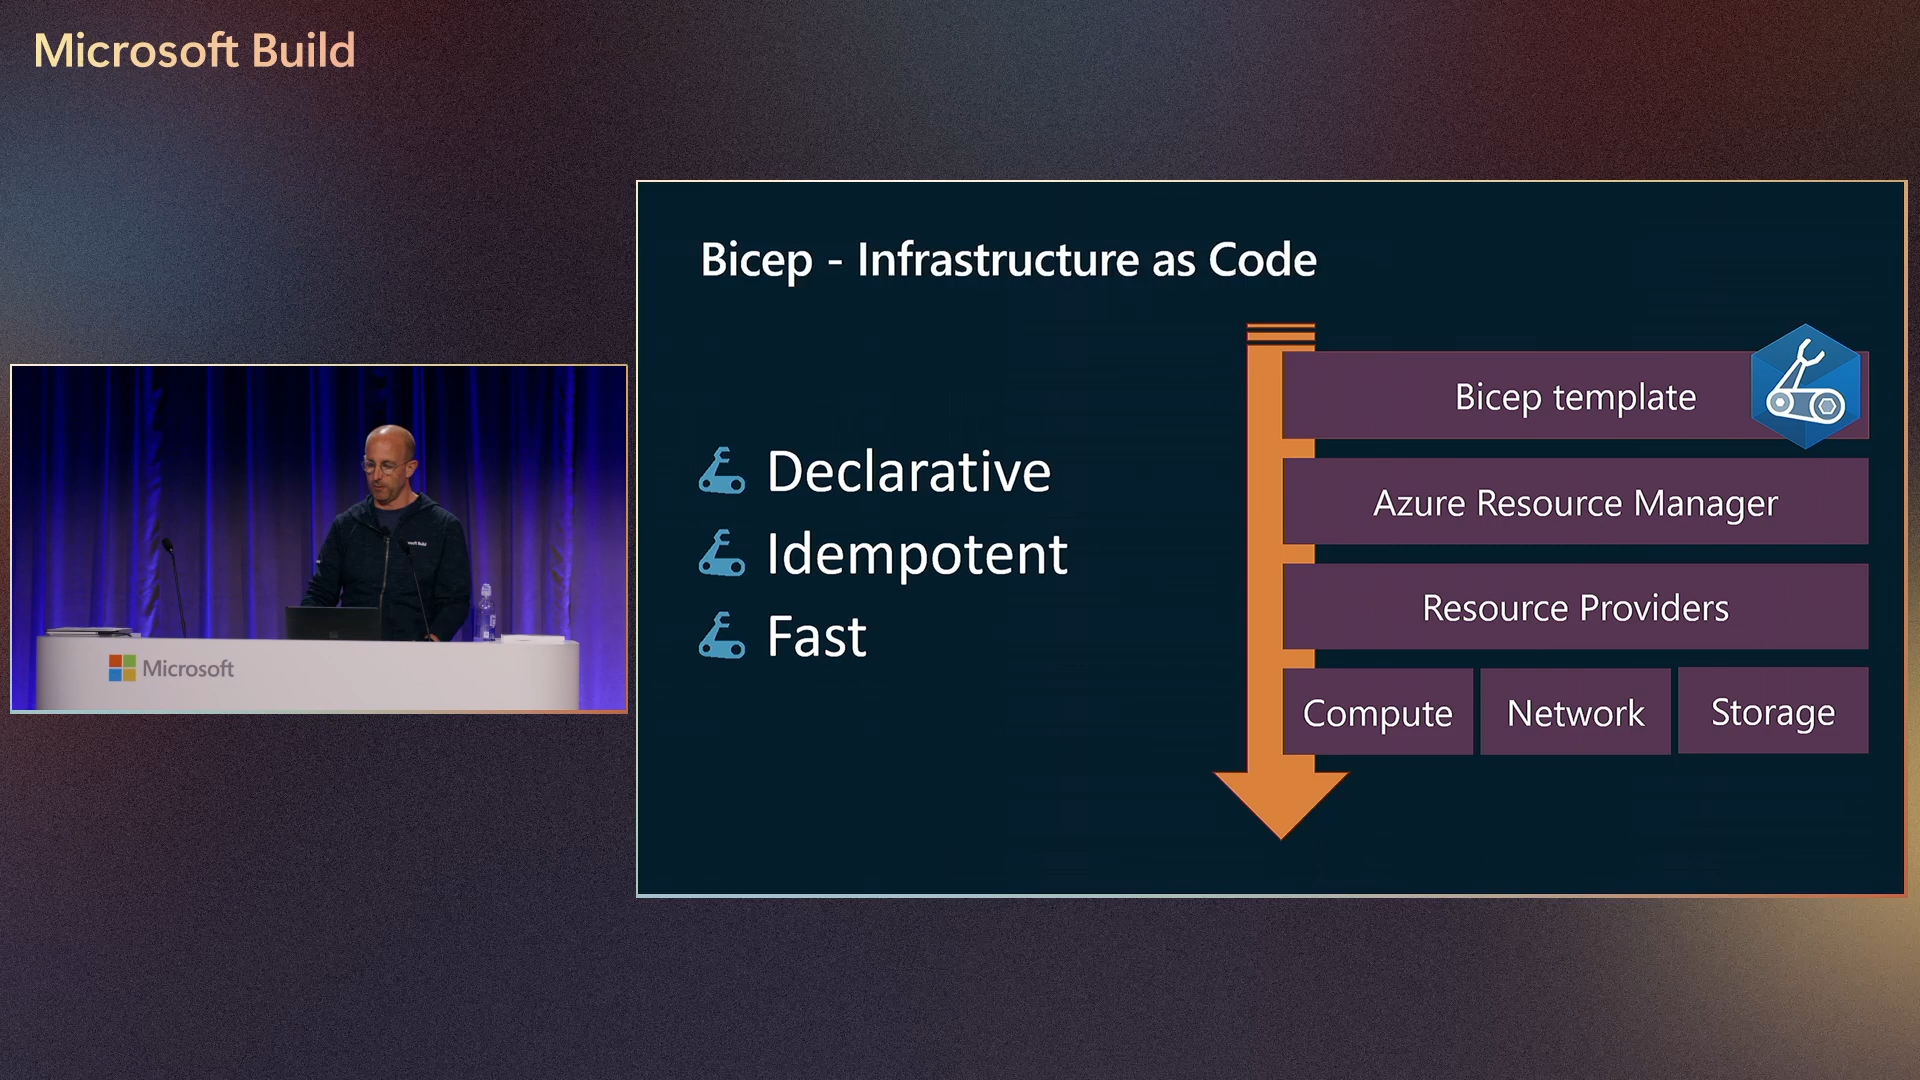 Microsoft Build
Microsoft
Bicep - Infrastructure as Code
Declarative
Idempotent
Fast
Bicep template
Azure Resource Manager
Resource Providers
Compute
Network
Storage